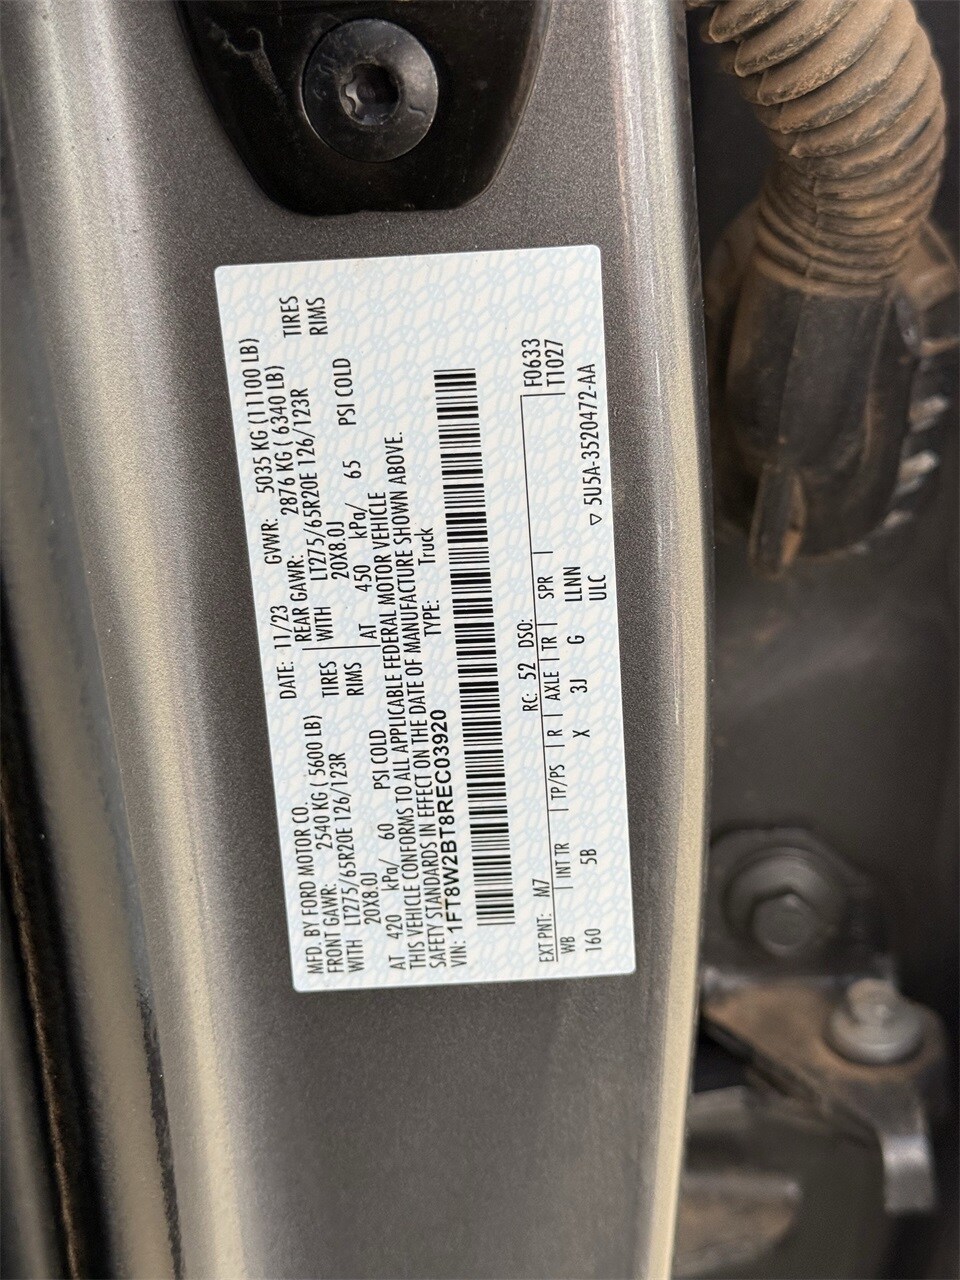 MFD. BY FORD MOTOR CO.
DATE: 11/23 GVWR: 5035 KG (11100 LB)
FRONT GAWR: 2540 KG ( 5600 LB) REAR GAWR: 2876 KG ( 6340 LB)
WITH LT275/65R20E 126/123R TIRES WITH LT275/65R20E 126/123R TIRES
20X8.0J RIMS 20X8.0J RIMS
AT 420 kPa/ 60 PSI COLD AT 450 kPa/ 65 PSI COLD
THIS VEHICLE CONFORMS TO ALL APPLICABLE FEDERAL MOTOR VEHICLE
SAFETY STANDARDS IN EFFECT ON THE DATE OF MANUFACTURE SHOWN ABOVE.
VIN: 1FT8W2BT8REC03920 TYPE: Truck
F0633
EXT PNT: M7 RC: 52 DSO: T1027
WB INT TR TP/PS R AXLE TR SPR
160 5B X 3J G LLNN
ULC ▽ 5U5A-3520472-AA